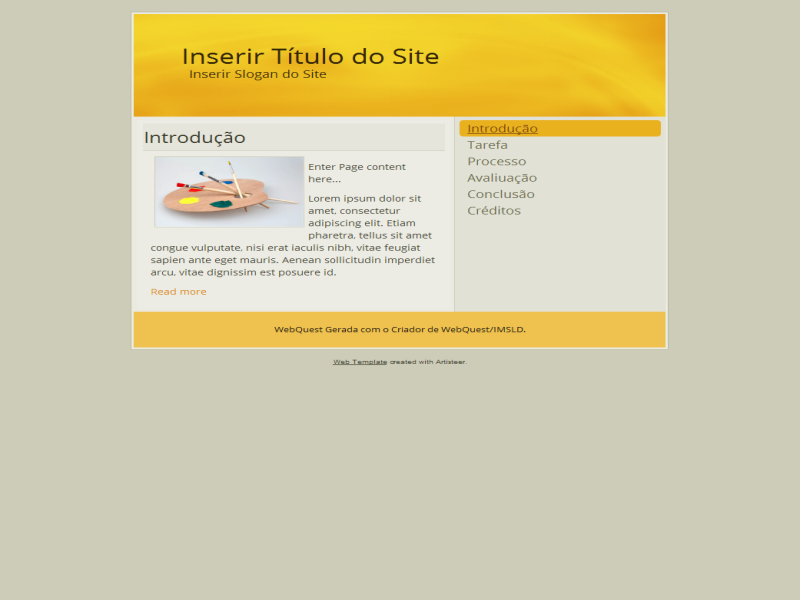 Inserir Título do Site
Inserir Slogan do Site
Introdução
Enter Page content
here...
Lorem ipsum dolor sit
amet, consectetur
adipiscing elit. Etiam
pharetra, tellus sit amet
congue vulputate, nisi erat iaculis nibh, vitae feugiat
sapien ante eget mauris. Aenean sollicitudin imperdiet
arcu, vitae dignissim est posuere id.
Read more
Introdução
Tarefa
Processo
Avaliuação
Conclusão
Créditos
WebQuest Gerada com o Criador de WebQuest/IMSLD.
Web Template created with Artisteer.